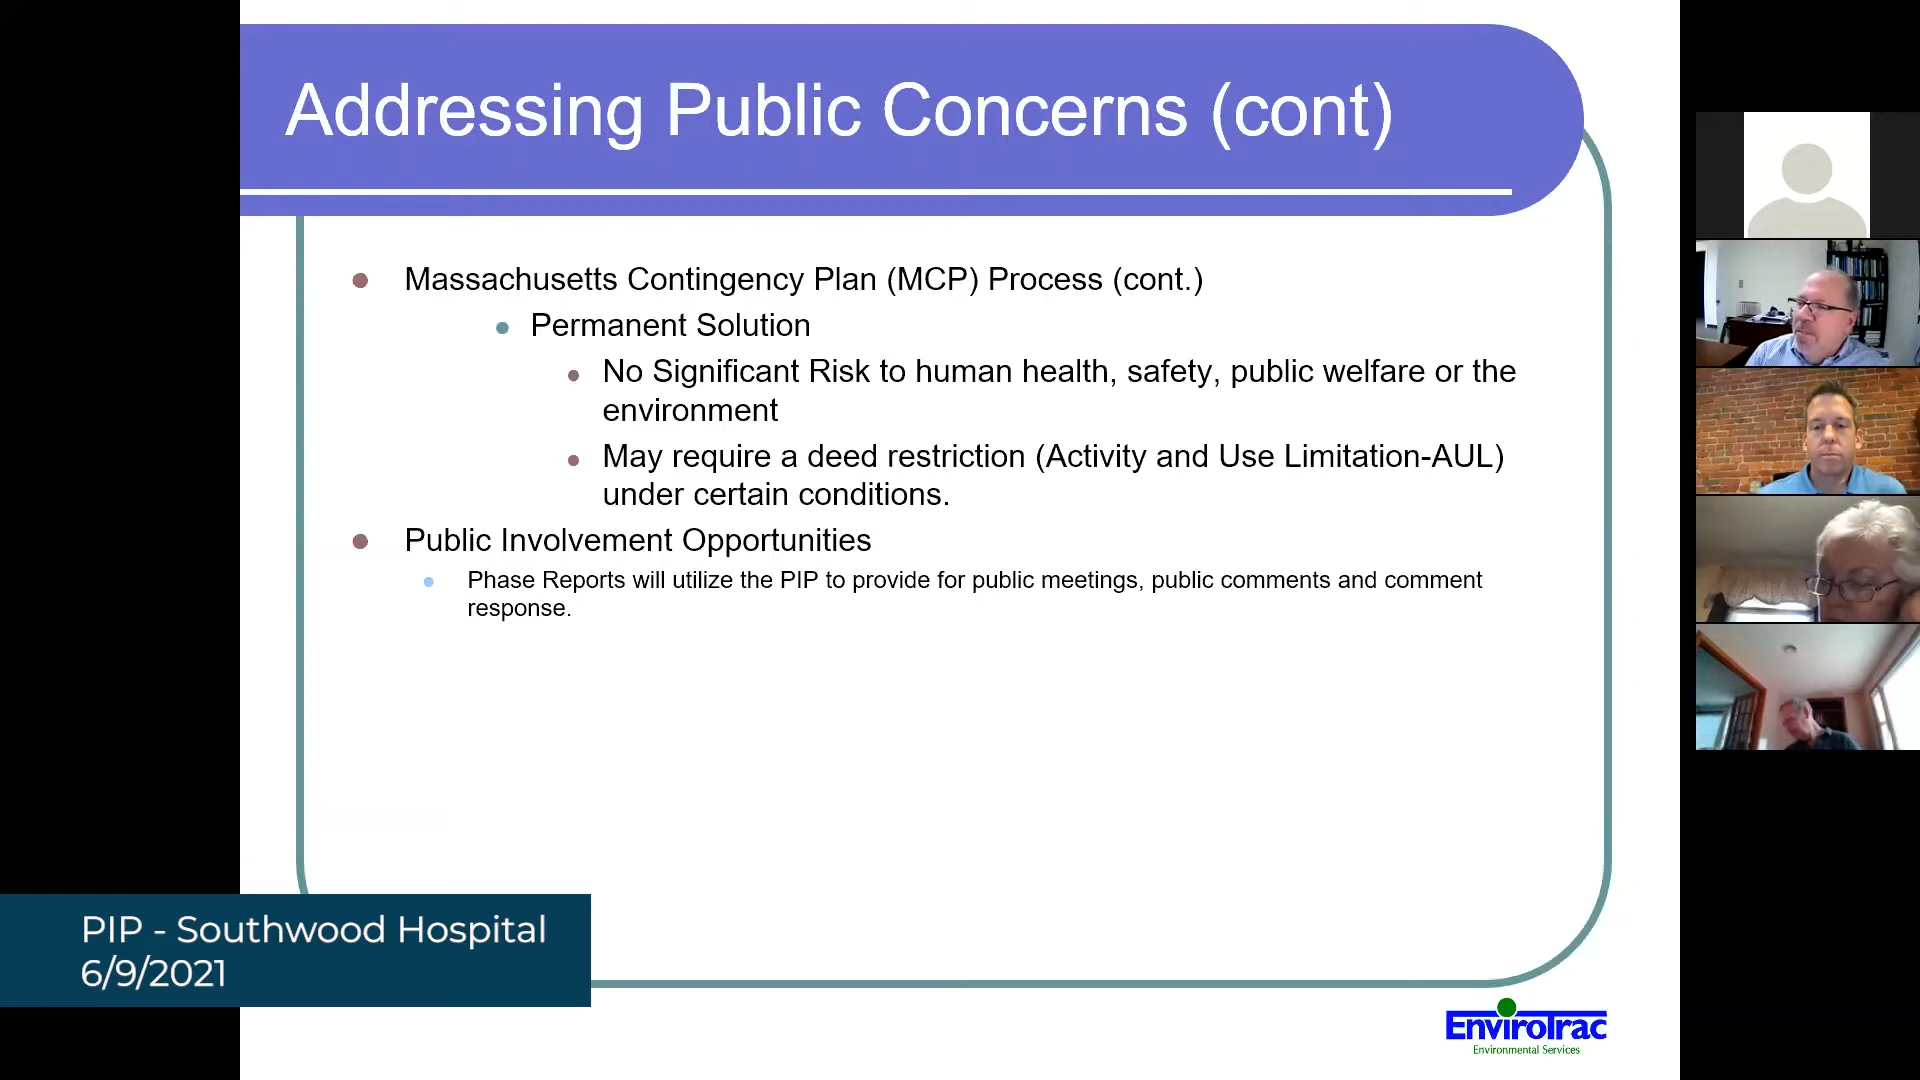 Addressing Public Concerns (cont)
Massachusetts Contingency Plan (MCP) Process (cont.)
Permanent Solution
No Significant Risk to human health, safety, public welfare or the
environment
May require a deed restriction (Activity and Use Limitation-AUL)
under certain conditions.
Public Involvement Opportunities
Phase Reports will utilize the PIP to provide for public meetings, public comments and comment
response.
PIP - Southwood Hospital
6/9/2021
EnviroTrac
Environmental Services